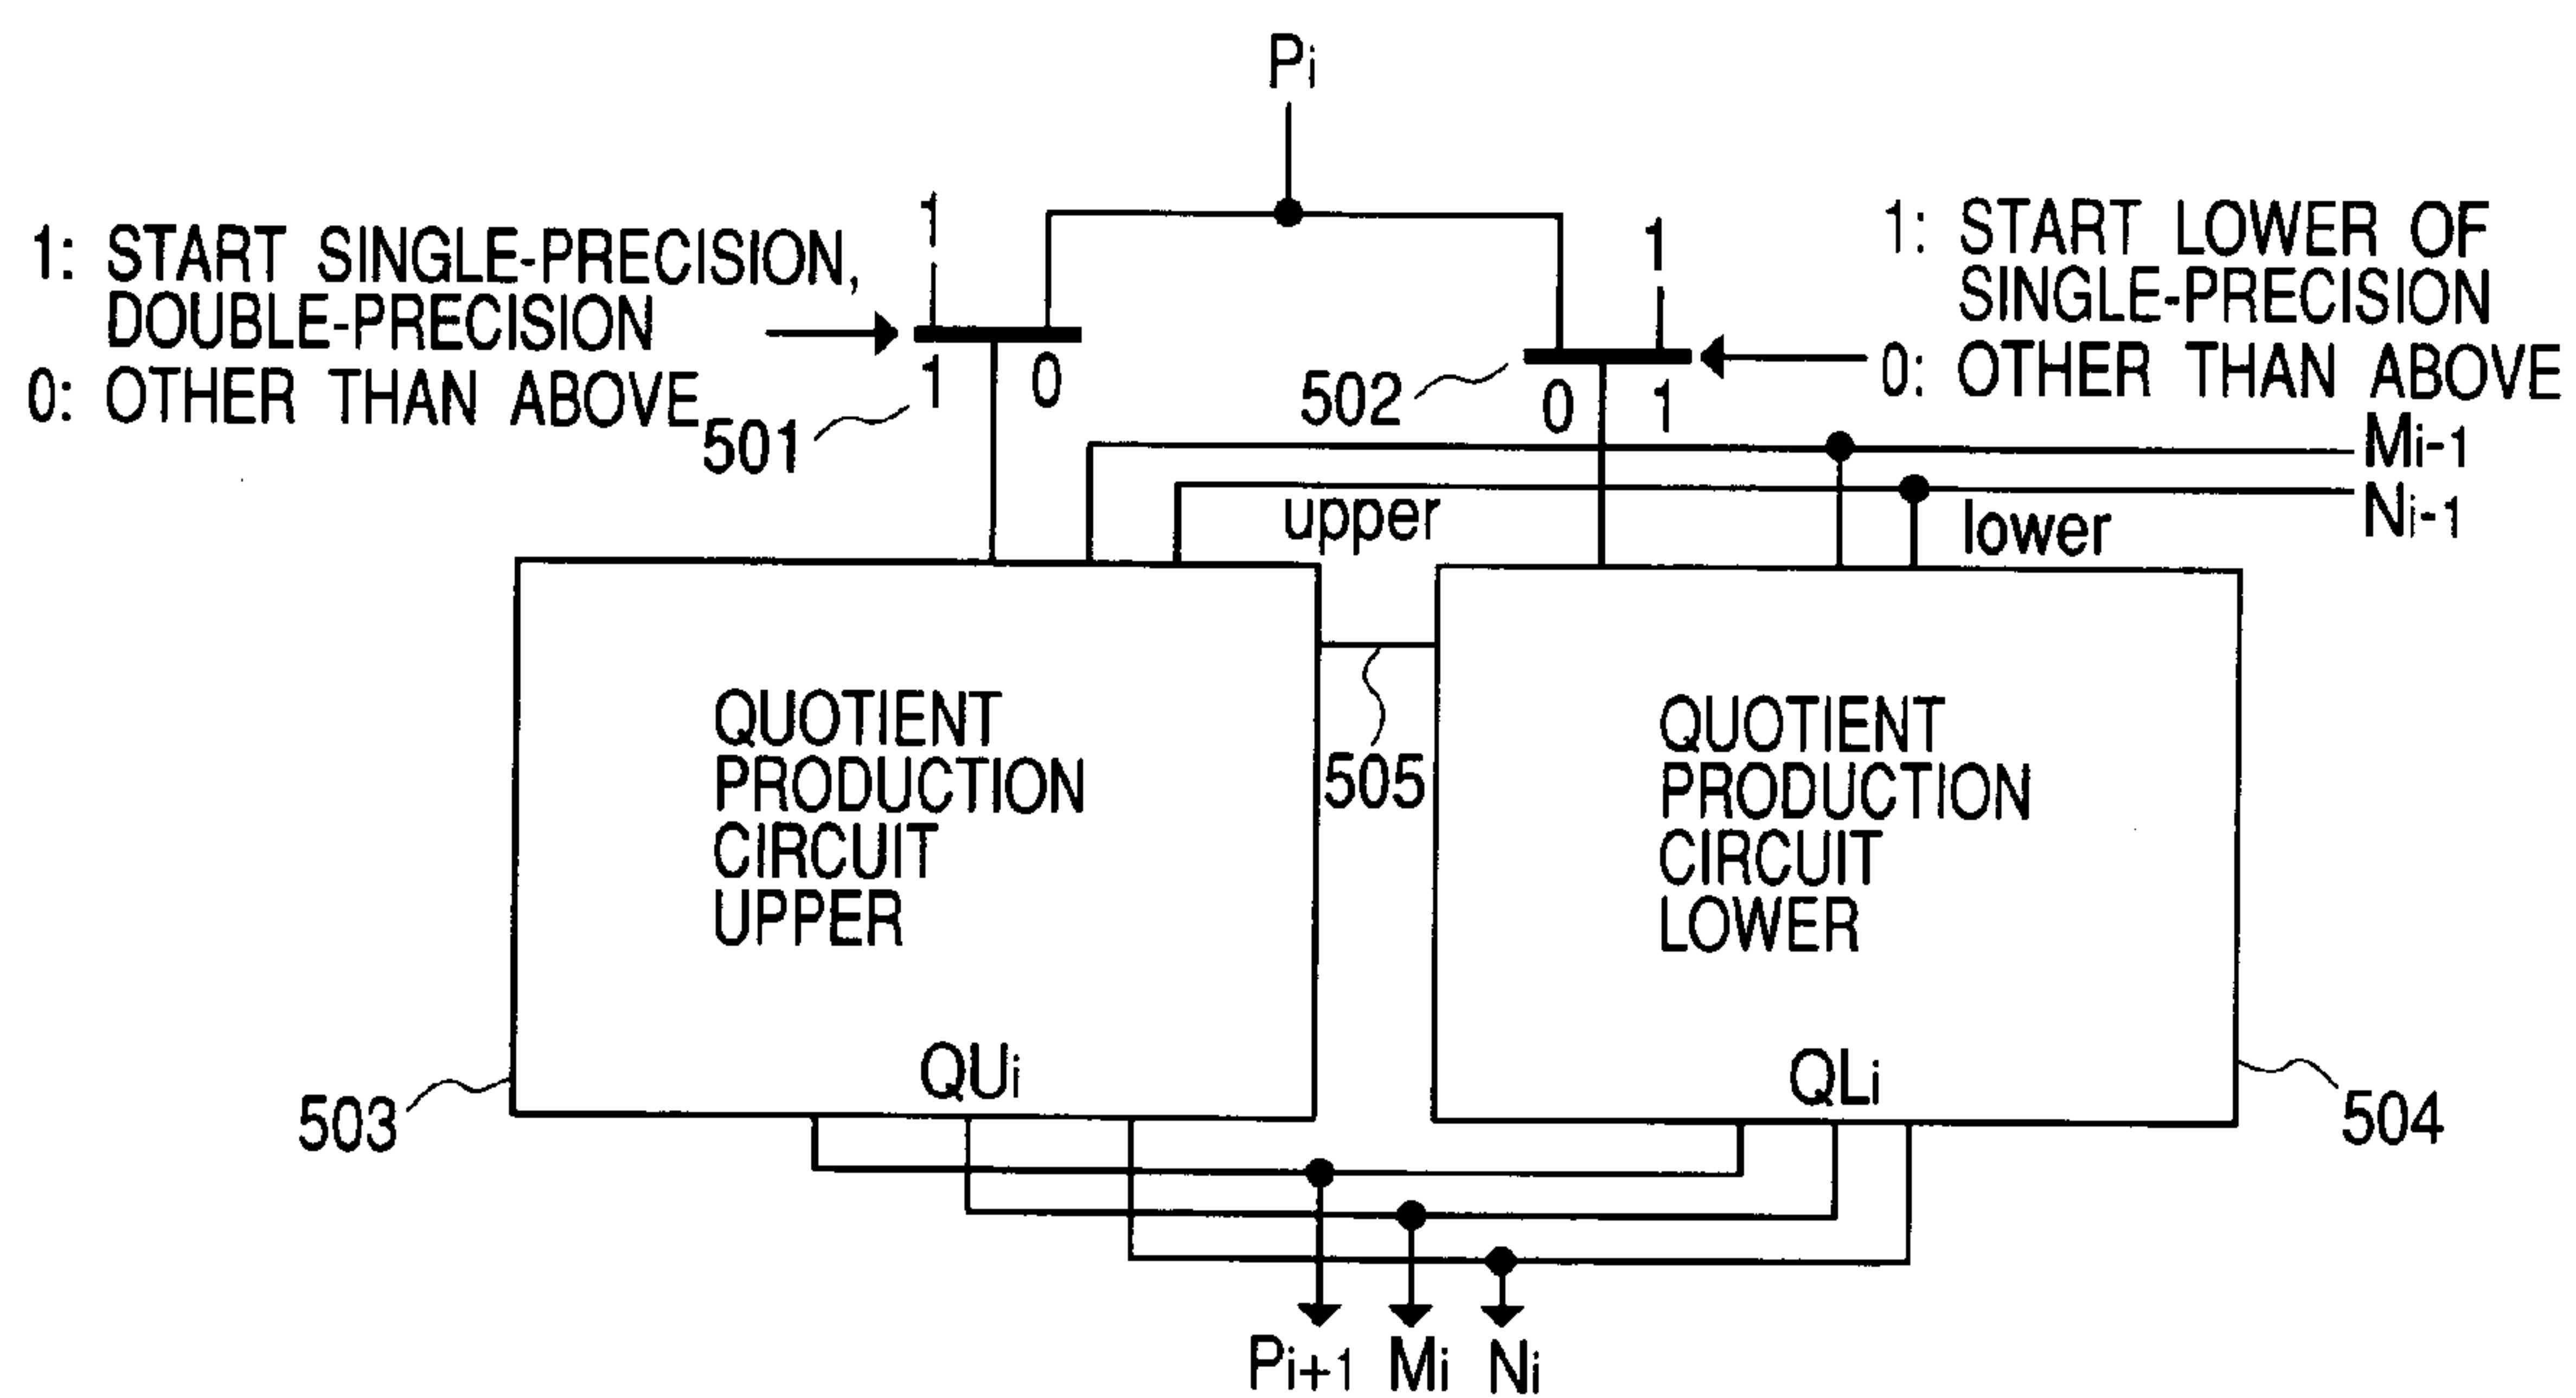 Pi
1: START SINGLE-PRECISION,
DOUBLE-PRECISION
0: OTHER THAN ABOVE
1
1
1: START LOWER OF
SINGLE-PRECISION
0: OTHER THAN ABOVE
1 0
501
502
0 1
Mi-1
Ni-1
upper
lower
QUOTIENT
PRODUCTION
CIRCUIT
UPPER
505
QUOTIENT
PRODUCTION
CIRCUIT
LOWER
QUi
QLi
503
504
Pi+1 Mi Ni